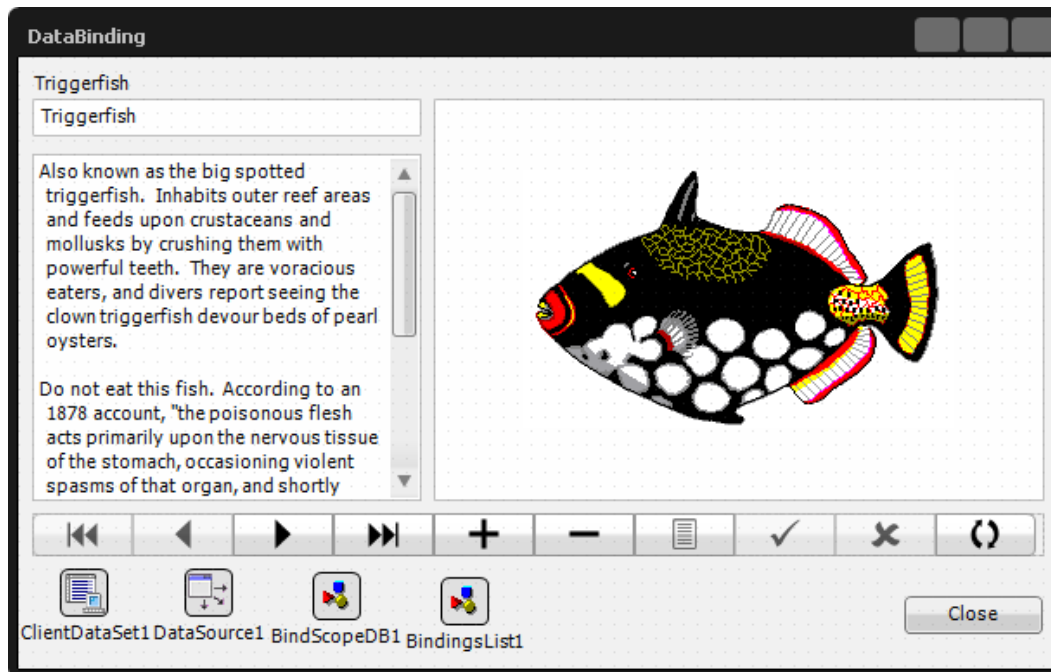 DataBinding
Triggerfish
Triggerfish
Also known as the big spotted
triggerfish.  Inhabits outer reef areas
and feeds upon crustaceans and
mollusks by crushing them with
powerful teeth.  They are voracious
eaters, and divers report seeing the
clown triggerfish devour beds of pearl
oysters.
Do not eat this fish.  According to an
1878 account, "the poisonous flesh
acts primarily upon the nervous tissue
of the stomach, occasioning violent
spasms of that organ, and shortly
ClientDataSet1 DataSource1 BindScopeDB1 BindingsList1
Close